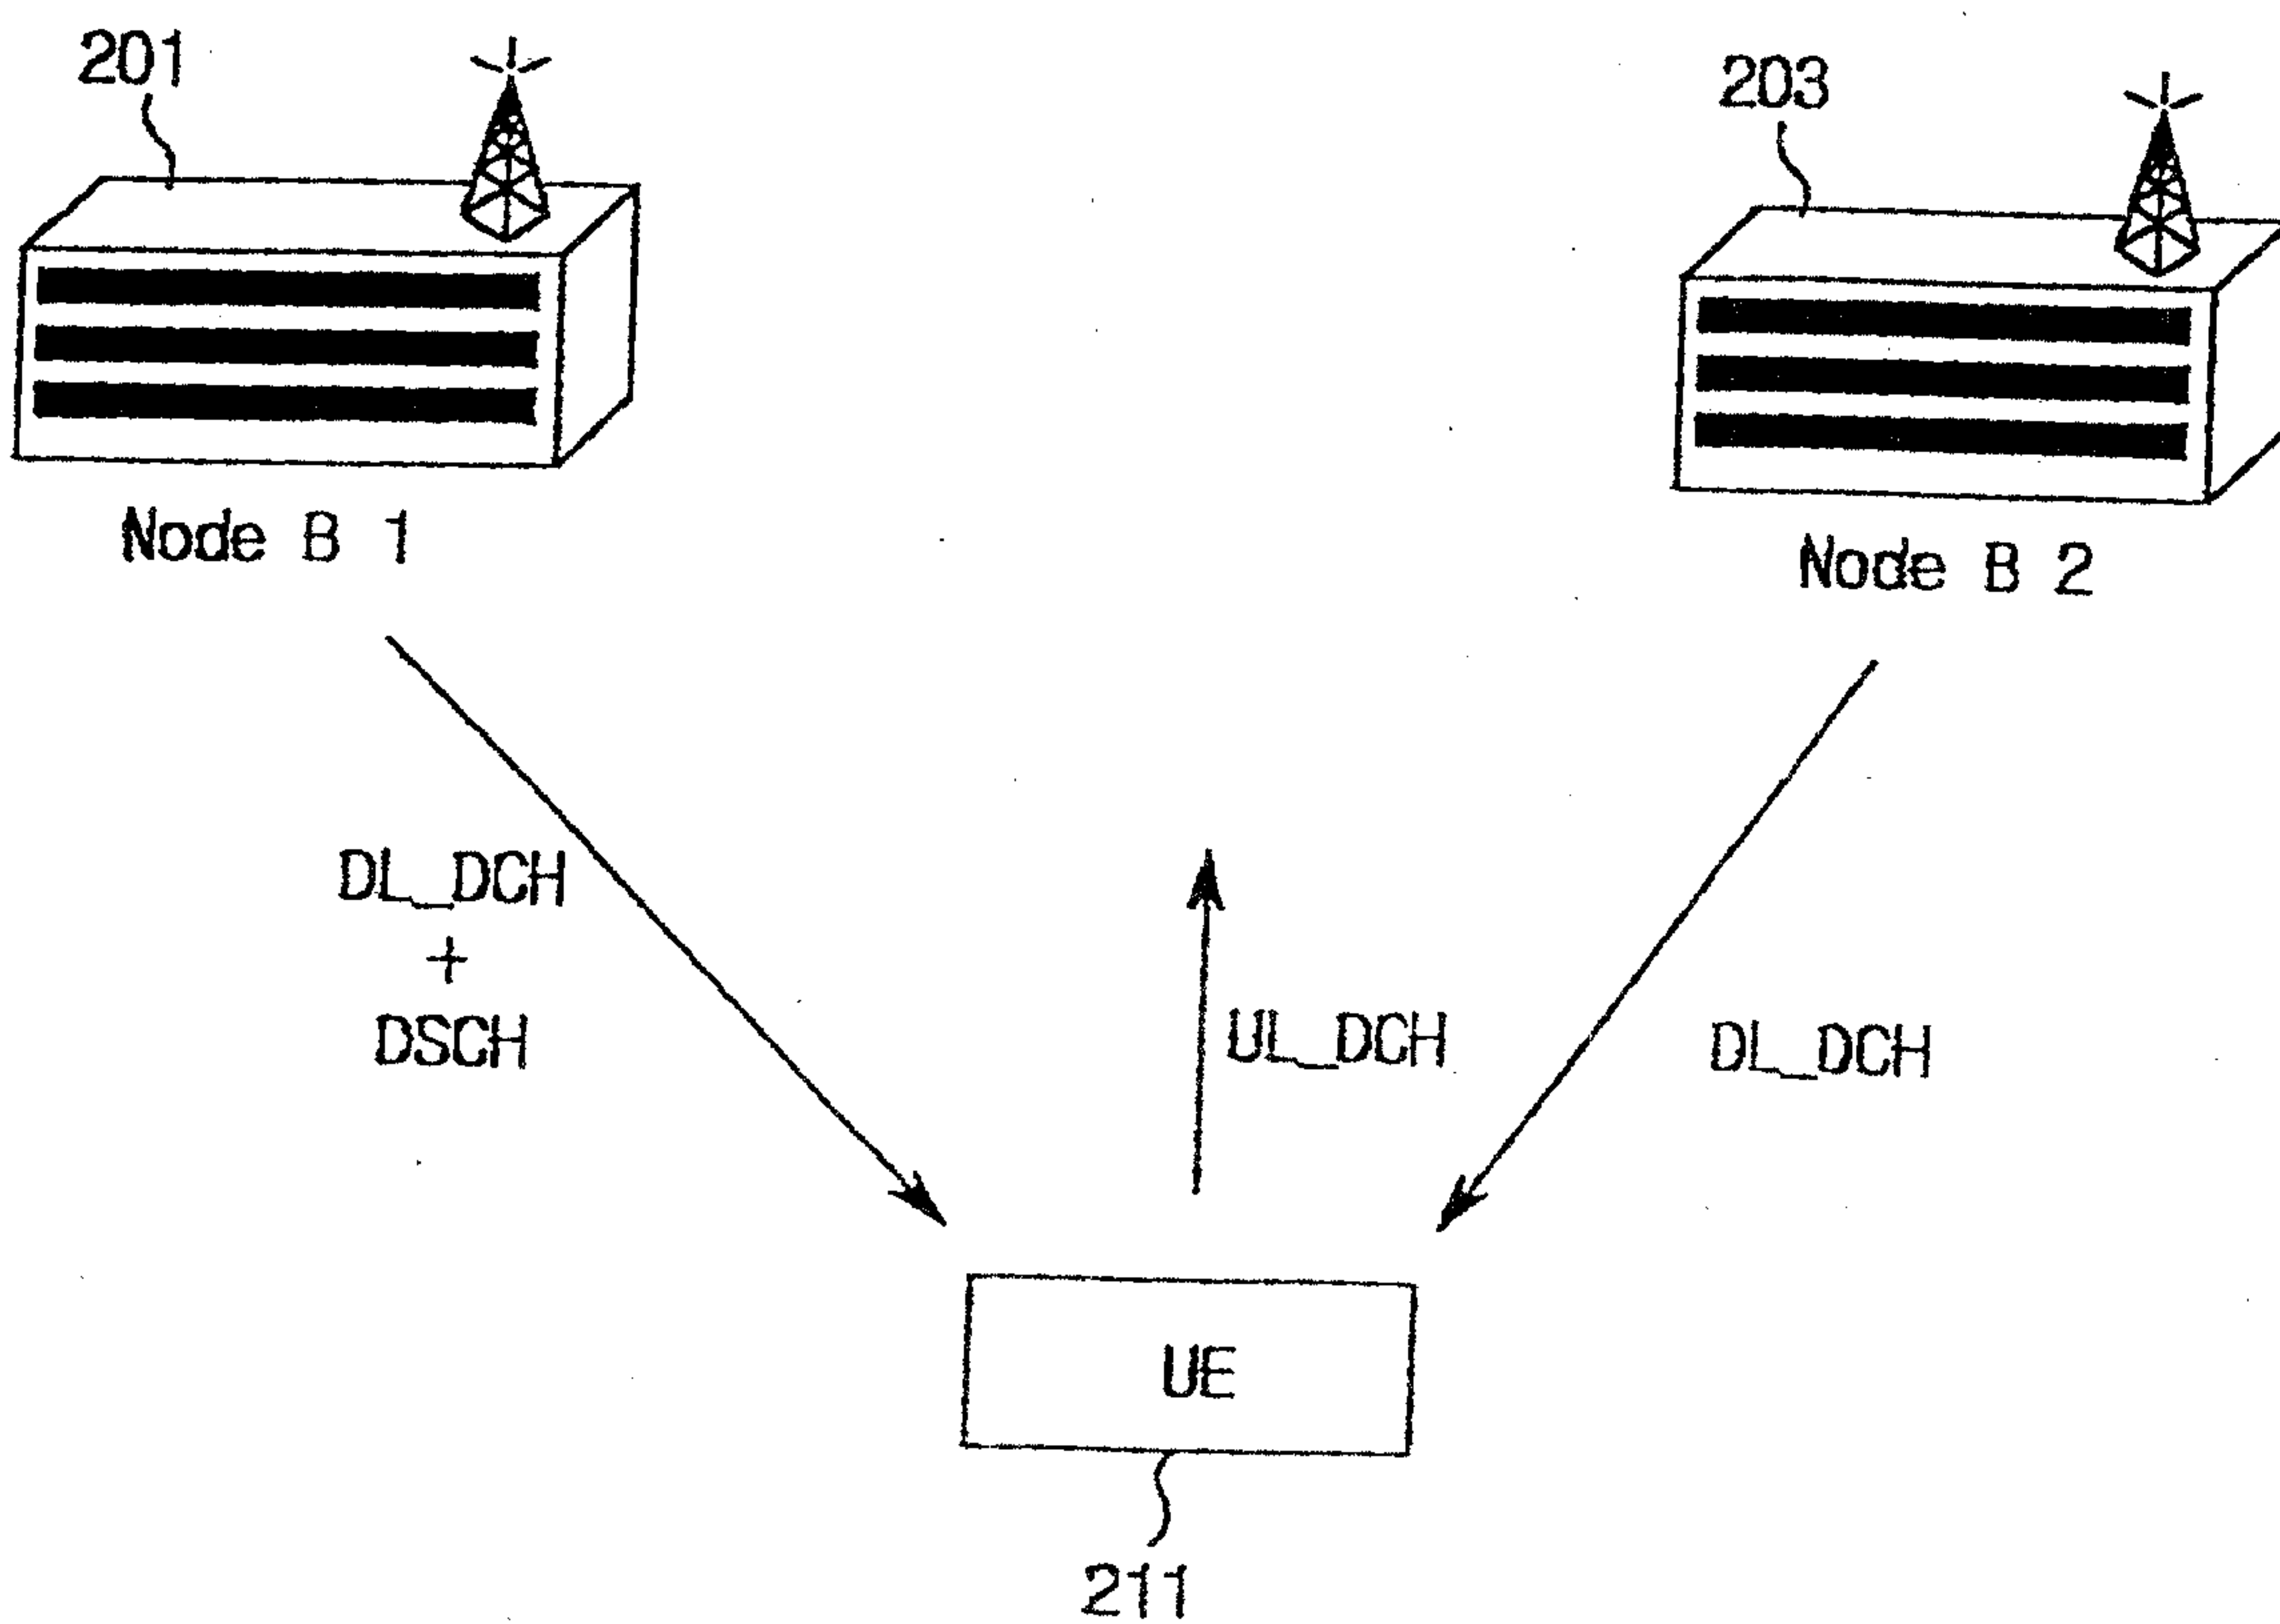 201
203
Node B 1
Node B 2
DL_DCH
+
DSCH
UL_DCH
DL_DCH
UE
211